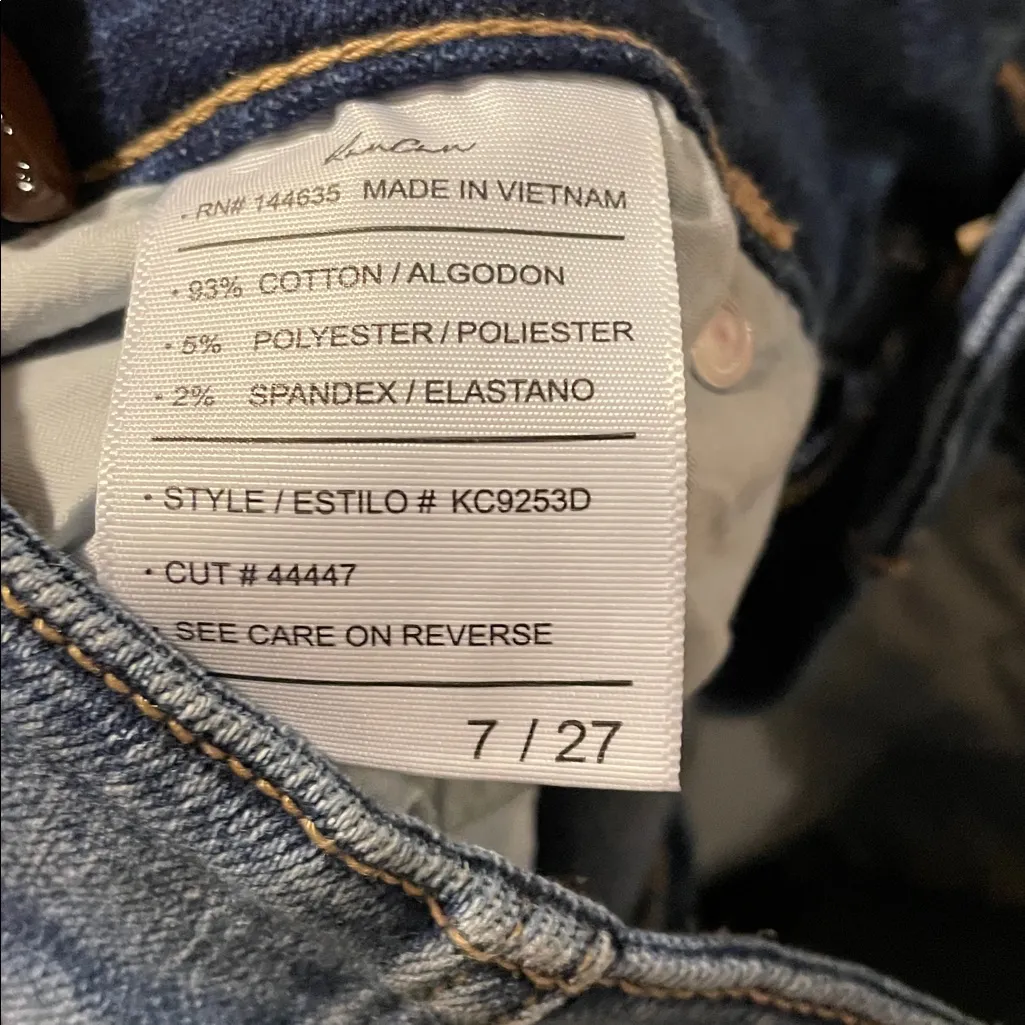 KanCan
· RN# 144635 MADE IN VIETNAM
· 93% COTTON / ALGODON
· 5% POLYESTER / POLIESTER
· 2% SPANDEX / ELASTANO
· STYLE / ESTILO # KC9253D
· CUT # 44447
· SEE CARE ON REVERSE
7 / 27